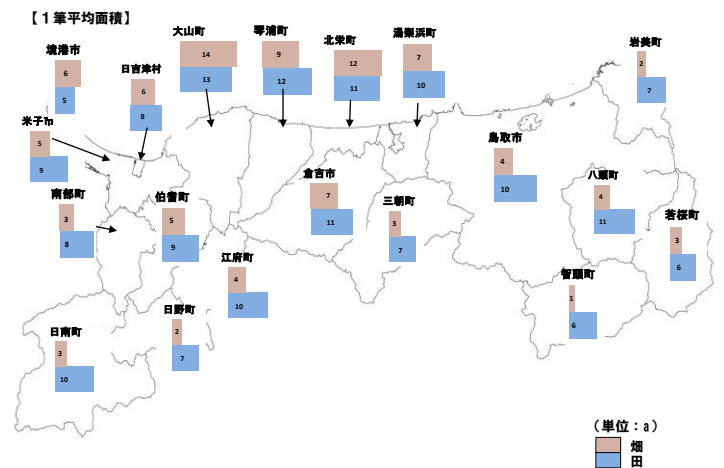 【１筆平均面積】
境港市
6
5
日吉津村
6
8
大山町
14
13
琴浦町
9
12
北栄町
12
11
湯梨浜町
7
10
岩美町
2
7
米子市
5
9
鳥取市
4
10
南部町
3
8
伯耆町
5
9
倉吉市
7
11
三朝町
3
7
八頭町
4
11
若桜町
3
6
江府町
4
10
智頭町
1
6
日野町
2
7
日南町
3
10
（単位：a）
畑
田